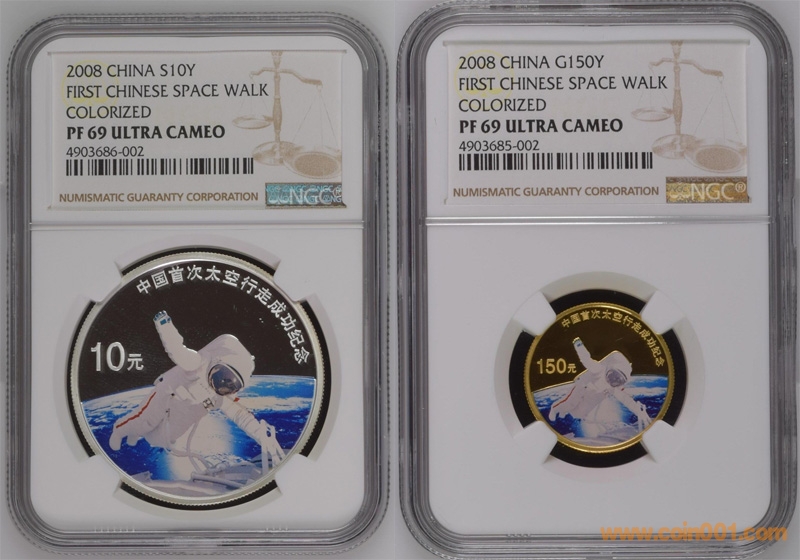 2008 CHINA S10Y
FIRST CHINESE SPACE WALK
COLORIZED
PF 69 ULTRA CAMEO
4903686-002
NUMISMATIC GUARANTY CORPORATION
NGC
中国首次太空行走成功纪念
10元
2008 CHINA G150Y
FIRST CHINESE SPACE WALK
COLORIZED
PF 69 ULTRA CAMEO
4903685-002
NUMISMATIC GUARANTY CORPORATION
NGC®
中国首次太空行走成功纪念
150元
www.coin001.com